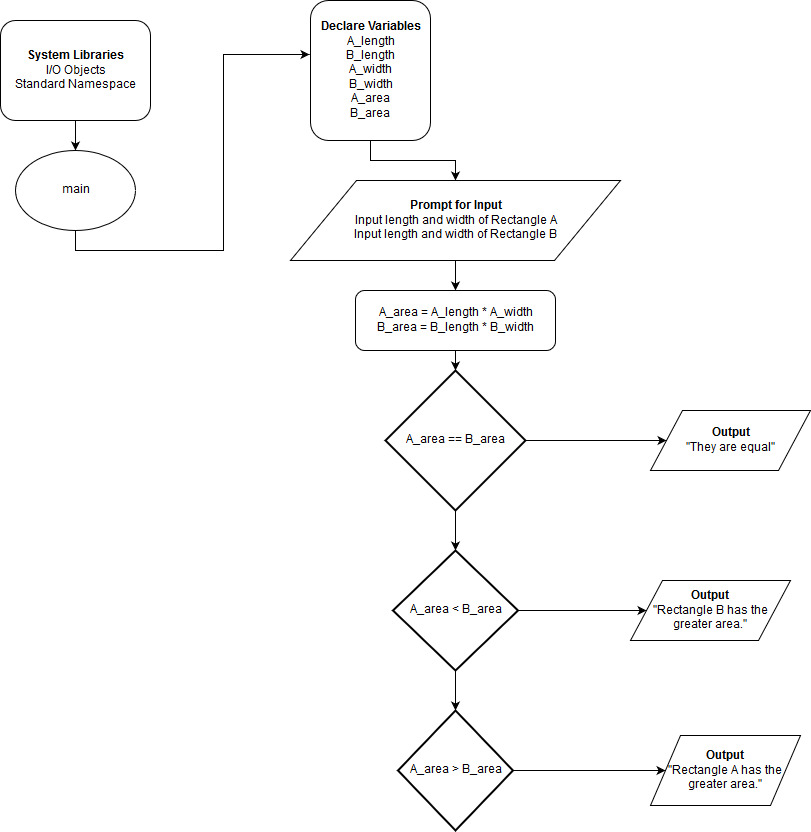 System Libraries
I/O Objects
Standard Namespace
main
Declare Variables
A_length
B_length
A_width
B_width
A_area
B_area
Prompt for Input
Input length and width of Rectangle A
Input length and width of Rectangle B
A_area = A_length * A_width
B_area = B_length * B_width
A_area == B_area
Output
"They are equal"
A_area < B_area
Output
"Rectangle B has the
greater area."
A_area > B_area
Output
"Rectangle A has the
greater area."